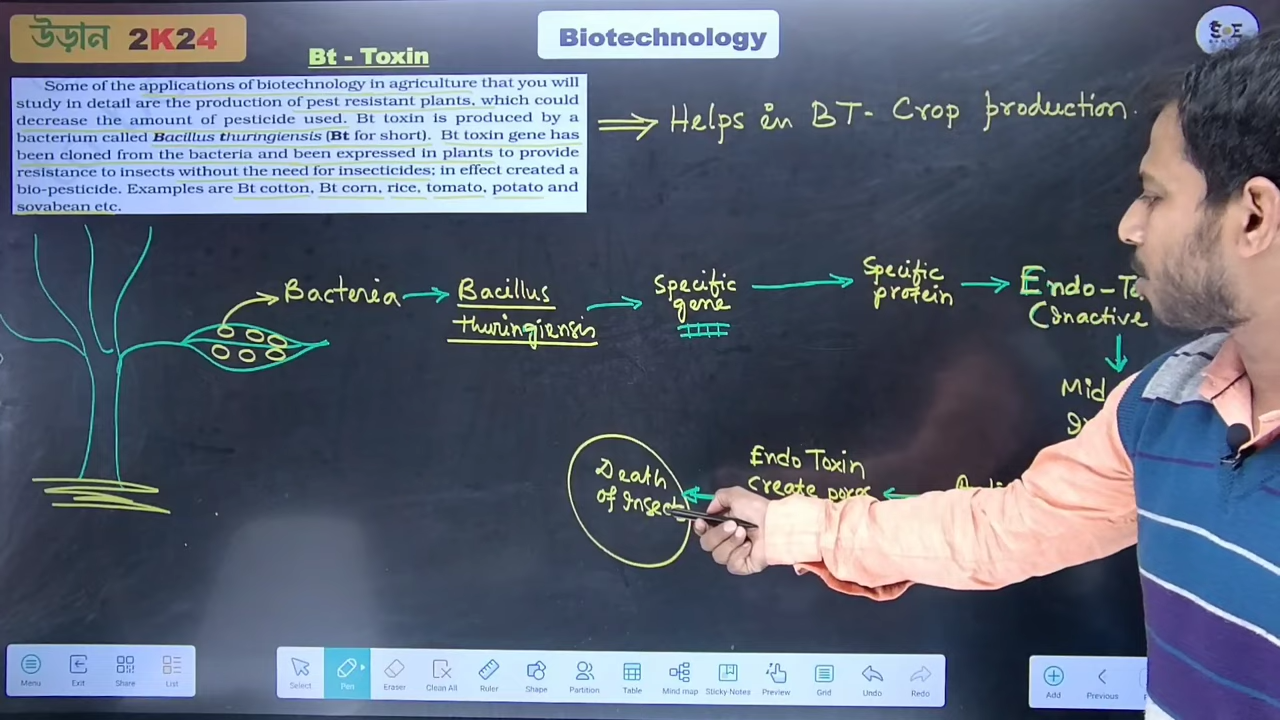 উড়ান 2K24
Biotechnology
SOE
Bt - Toxin
Some of the applications of biotechnology in agriculture that you will
study in detail are the production of pest resistant plants, which could
decrease the amount of pesticide used. Bt toxin is produced by a
bacterium called Bacillus thuringiensis (Bt for short). Bt toxin gene has
been cloned from the bacteria and been expressed in plants to provide
resistance to insects without the need for insecticides; in effect created a
bio-pesticide. Examples are Bt cotton, Bt corn, rice, tomato, potato and
soyabean etc.
Helps in BT- Crop production.
Bacteria
Bacillus
thuringiensis
Specific
gene
Specific
protein
Endo-To
(Inactive
Mid
Death
of Insect
Endo Toxin
create pores
Menu
Exit
Share
List
Select
Pen
Eraser
Clean All
Ruler
Shape
Partition
Table
Mind map
Sticky Notes
Preview
Grid
Undo
Redo
Add
Previous